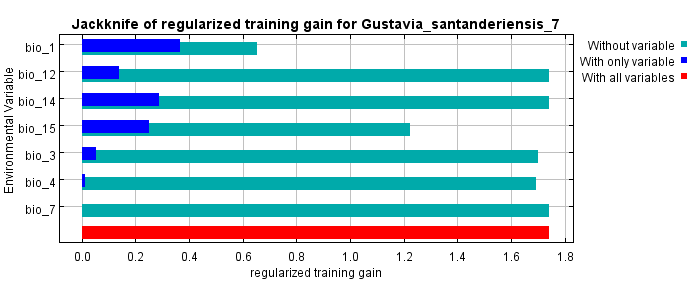 Jackknife of regularized training gain for Gustavia_santanderiensis_7
Environmental Variable
bio_1
bio_12
bio_14
bio_15
bio_3
bio_4
bio_7
0.0 0.2 0.4 0.6 0.8 1.0 1.2 1.4 1.6 1.8
regularized training gain
Without variable
With only variable
With all variables